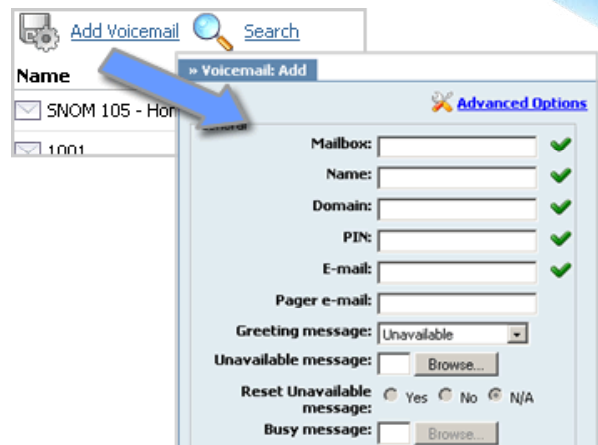 Add Voicemail Search
Name
SNOM 105 - Hor
1001
» Voicemail: Add
Advanced Options
Mailbox:
Name:
Domain:
PIN:
E-mail:
Pager e-mail:
Greeting message: Unavailable
Unavailable message: Browse...
Reset Unavailable Yes No N/A
message:
Busy message: Browse...